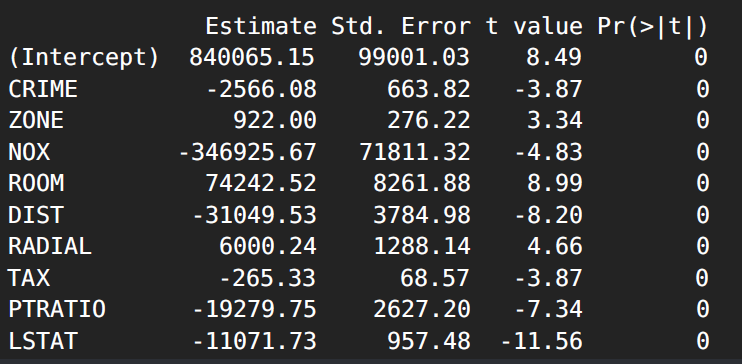 Estimate Std. Error t value Pr(>|t|)
(Intercept) 840065.15 99001.03 8.49 0
CRIME -2566.08 663.82 -3.87 0
ZONE 922.00 276.22 3.34 0
NOX -346925.67 71811.32 -4.83 0
ROOM 74242.52 8261.88 8.99 0
DIST -31049.53 3784.98 -8.20 0
RADIAL 6000.24 1288.14 4.66 0
TAX -265.33 68.57 -3.87 0
PTRATIO -19279.75 2627.20 -7.34 0
LSTAT -11071.73 957.48 -11.56 0